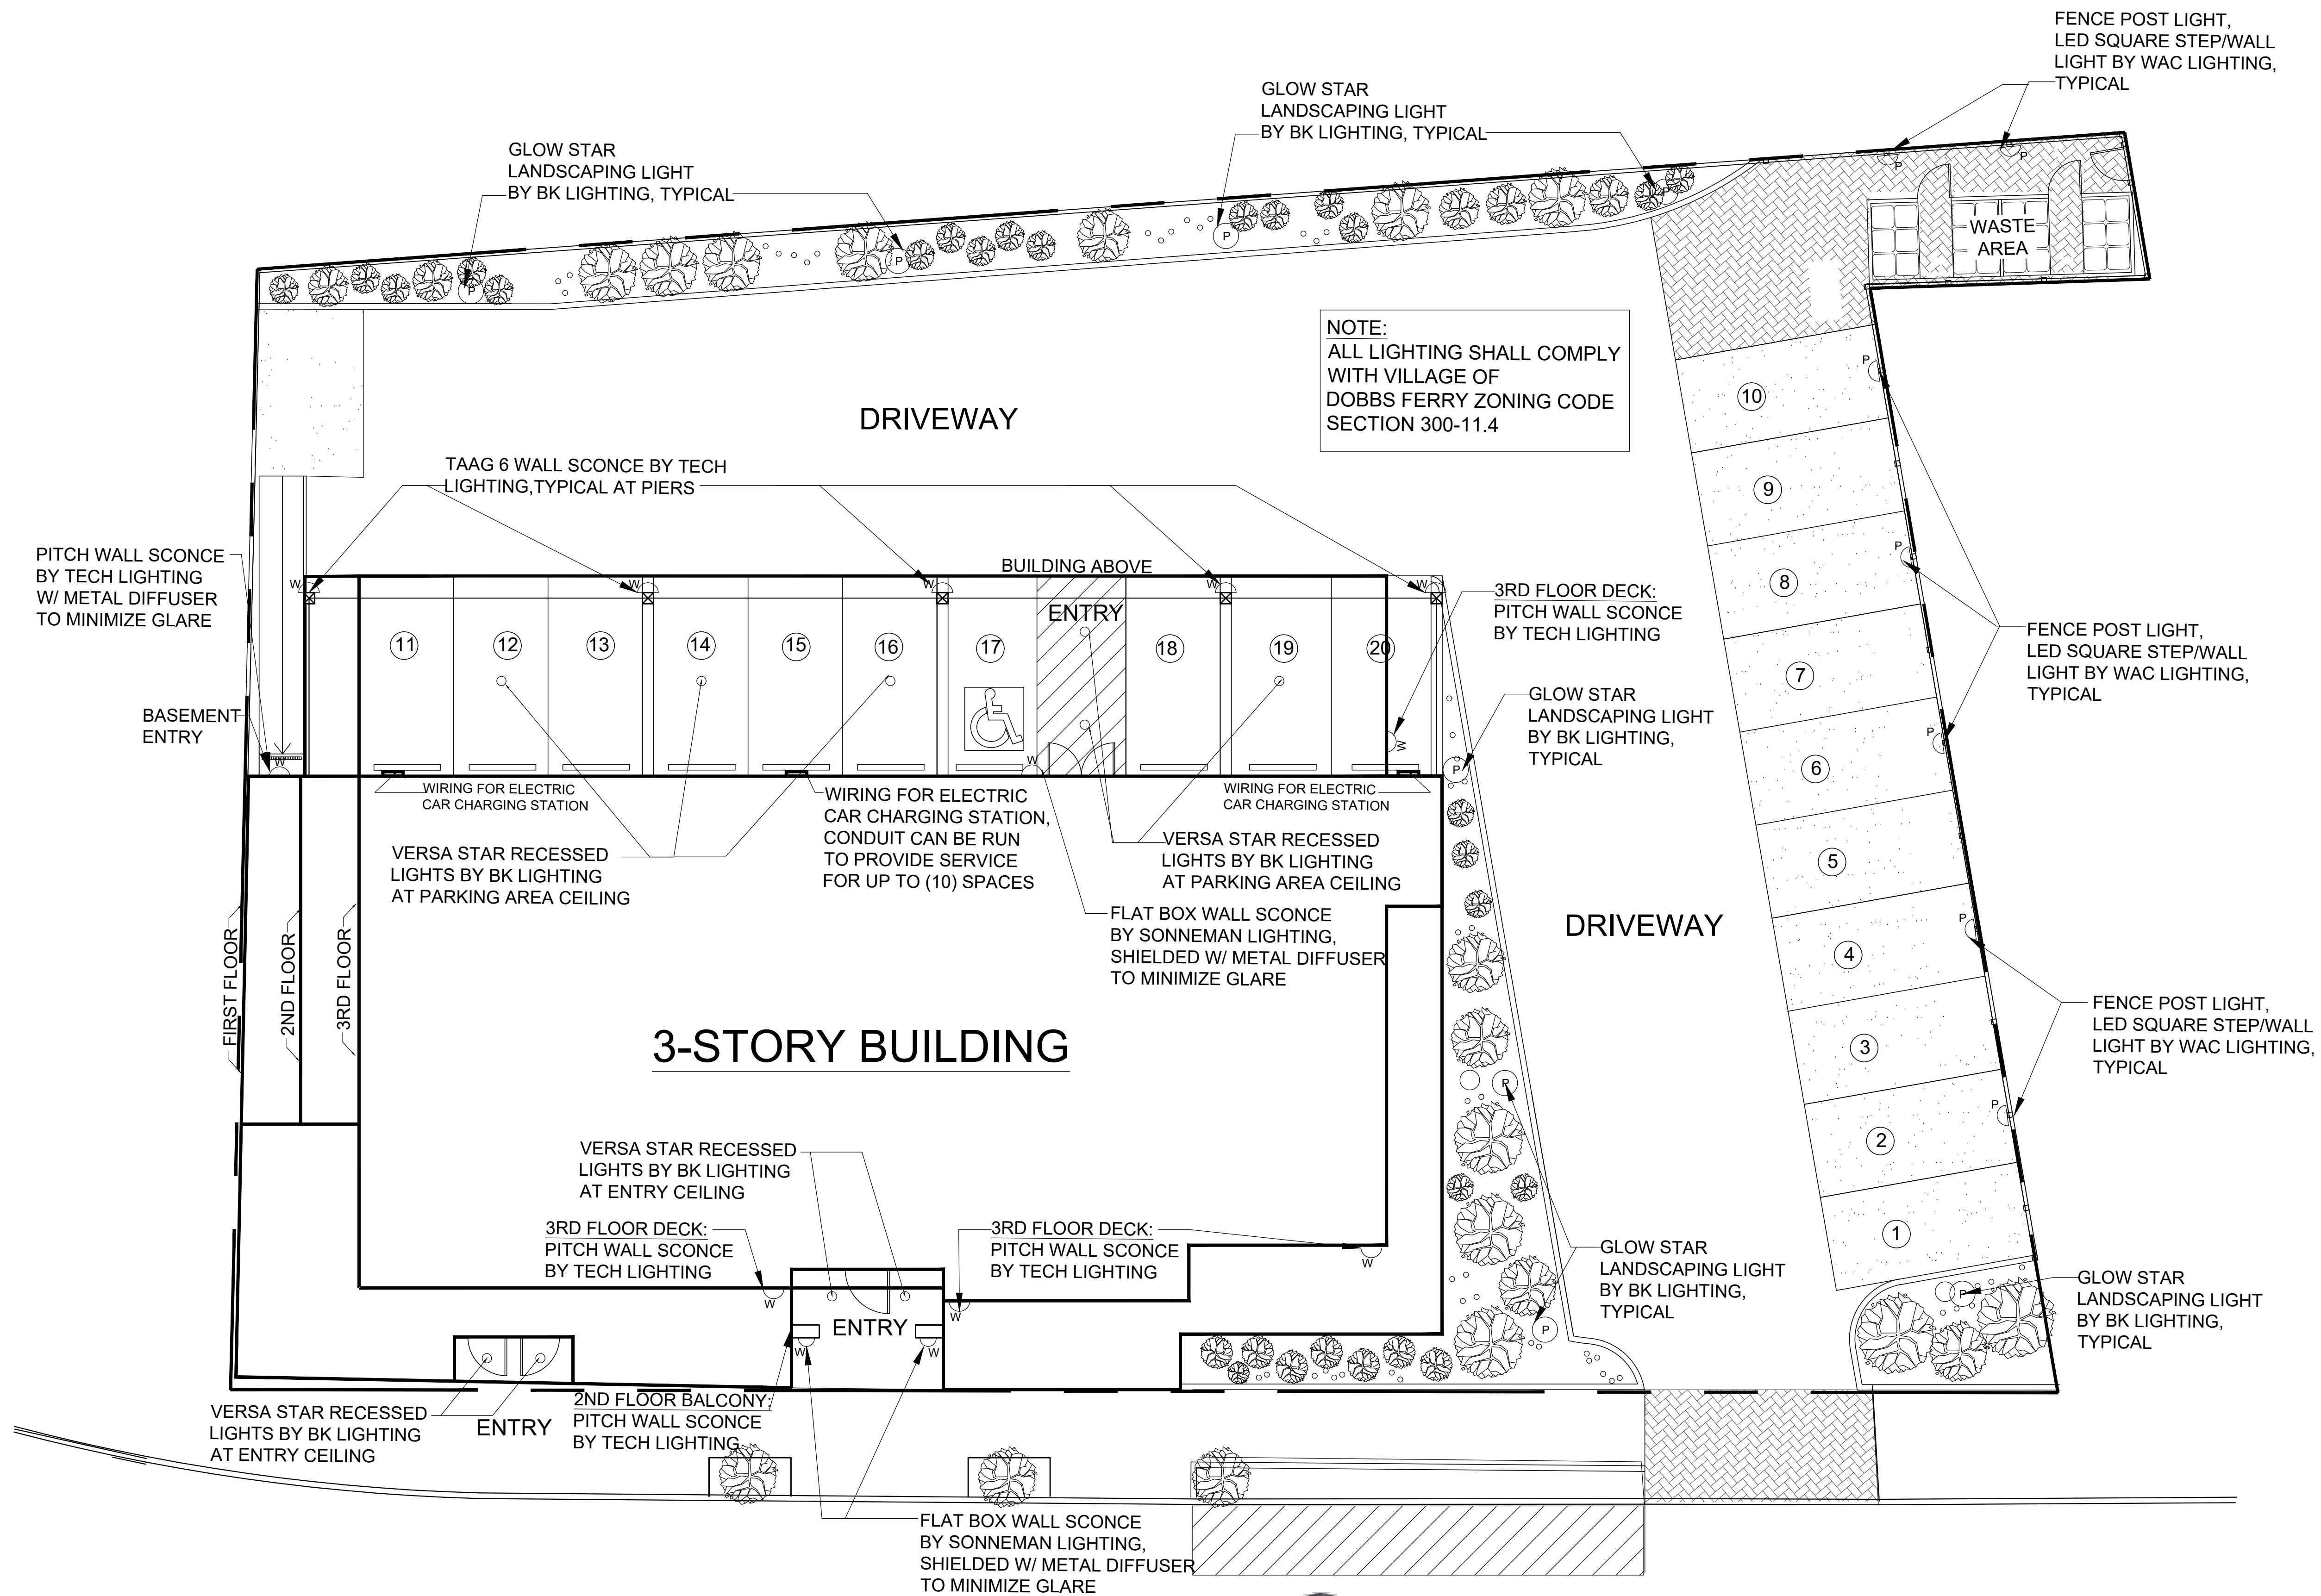 FENCE POST LIGHT,
LED SQUARE STEP/WALL
LIGHT BY WAC LIGHTING,
TYPICAL
GLOW STAR
LANDSCAPING LIGHT
BY BK LIGHTING, TYPICAL
GLOW STAR
LANDSCAPING LIGHT
BY BK LIGHTING, TYPICAL
P
P
P
P
P
P
WASTE
AREA
NOTE:
ALL LIGHTING SHALL COMPLY
WITH VILLAGE OF
DOBBS FERRY ZONING CODE
SECTION 300-11.4
DRIVEWAY
P
10
9
TAAG 6 WALL SCONCE BY TECH
LIGHTING,TYPICAL AT PIERS
PITCH WALL SCONCE
BY TECH LIGHTING
W/ METAL DIFFUSER
TO MINIMIZE GLARE
BUILDING ABOVE
W
W
W
W
W
ENTRY
P
8
3RD FLOOR DECK:
PITCH WALL SCONCE
BY TECH LIGHTING
11
12
13
14
15
16
17
18
19
20
7
FENCE POST LIGHT,
LED SQUARE STEP/WALL
LIGHT BY WAC LIGHTING,
TYPICAL
GLOW STAR
LANDSCAPING LIGHT
BY BK LIGHTING,
TYPICAL
BASEMENT
ENTRY
W
W
W
P
P
6
WIRING FOR ELECTRIC
CAR CHARGING STATION
WIRING FOR ELECTRIC
CAR CHARGING STATION,
CONDUIT CAN BE RUN
TO PROVIDE SERVICE
FOR UP TO (10) SPACES
WIRING FOR ELECTRIC
CAR CHARGING STATION
VERSA STAR RECESSED
LIGHTS BY BK LIGHTING
AT PARKING AREA CEILING
VERSA STAR RECESSED
LIGHTS BY BK LIGHTING
AT PARKING AREA CEILING
5
FLAT BOX WALL SCONCE
BY SONNEMAN LIGHTING,
SHIELDED W/ METAL DIFFUSER
TO MINIMIZE GLARE
DRIVEWAY
P
4
FIRST FLOOR
2ND FLOOR
3RD FLOOR
3-STORY BUILDING
3
FENCE POST LIGHT,
LED SQUARE STEP/WALL
LIGHT BY WAC LIGHTING,
TYPICAL
P
P
2
VERSA STAR RECESSED
LIGHTS BY BK LIGHTING
AT ENTRY CEILING
3RD FLOOR DECK:
PITCH WALL SCONCE
BY TECH LIGHTING
3RD FLOOR DECK:
PITCH WALL SCONCE
BY TECH LIGHTING
W
1
GLOW STAR
LANDSCAPING LIGHT
BY BK LIGHTING,
TYPICAL
GLOW STAR
LANDSCAPING LIGHT
BY BK LIGHTING,
TYPICAL
P
P
W
W
ENTRY
W
W
2ND FLOOR BALCONY:
PITCH WALL SCONCE
BY TECH LIGHTING
VERSA STAR RECESSED
LIGHTS BY BK LIGHTING
AT ENTRY CEILING
ENTRY
FLAT BOX WALL SCONCE
BY SONNEMAN LIGHTING,
SHIELDED W/ METAL DIFFUSER
TO MINIMIZE GLARE